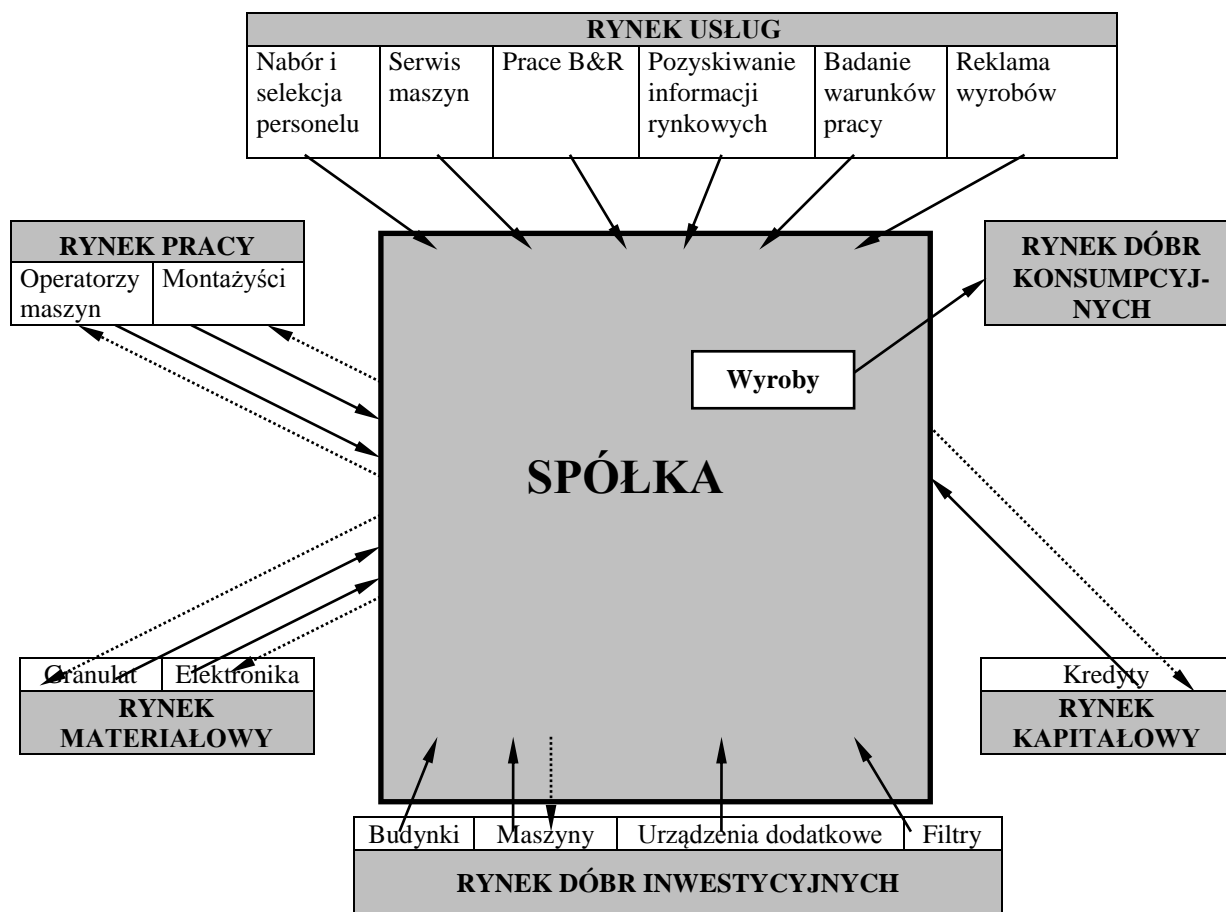 RYNEK USŁUG
Nabór i
selekcja
personelu
Serwis
maszyn
Prace B&R
Pozyskiwanie
informacji
rynkowych
Badanie
warunków
pracy
Reklama
wyrobów
RYNEK PRACY
Operatorzy
maszyn
Montażyści
RYNEK DÓBR
KONSUMPCYJ-
NYCH
Wyroby
SPÓŁKA
Granulat
Elektronika
RYNEK
MATERIAŁOWY
Kredyty
RYNEK
KAPITAŁOWY
Budynki
Maszyny
Urządzenia dodatkowe
Filtry
RYNEK DÓBR INWESTYCYJNYCH